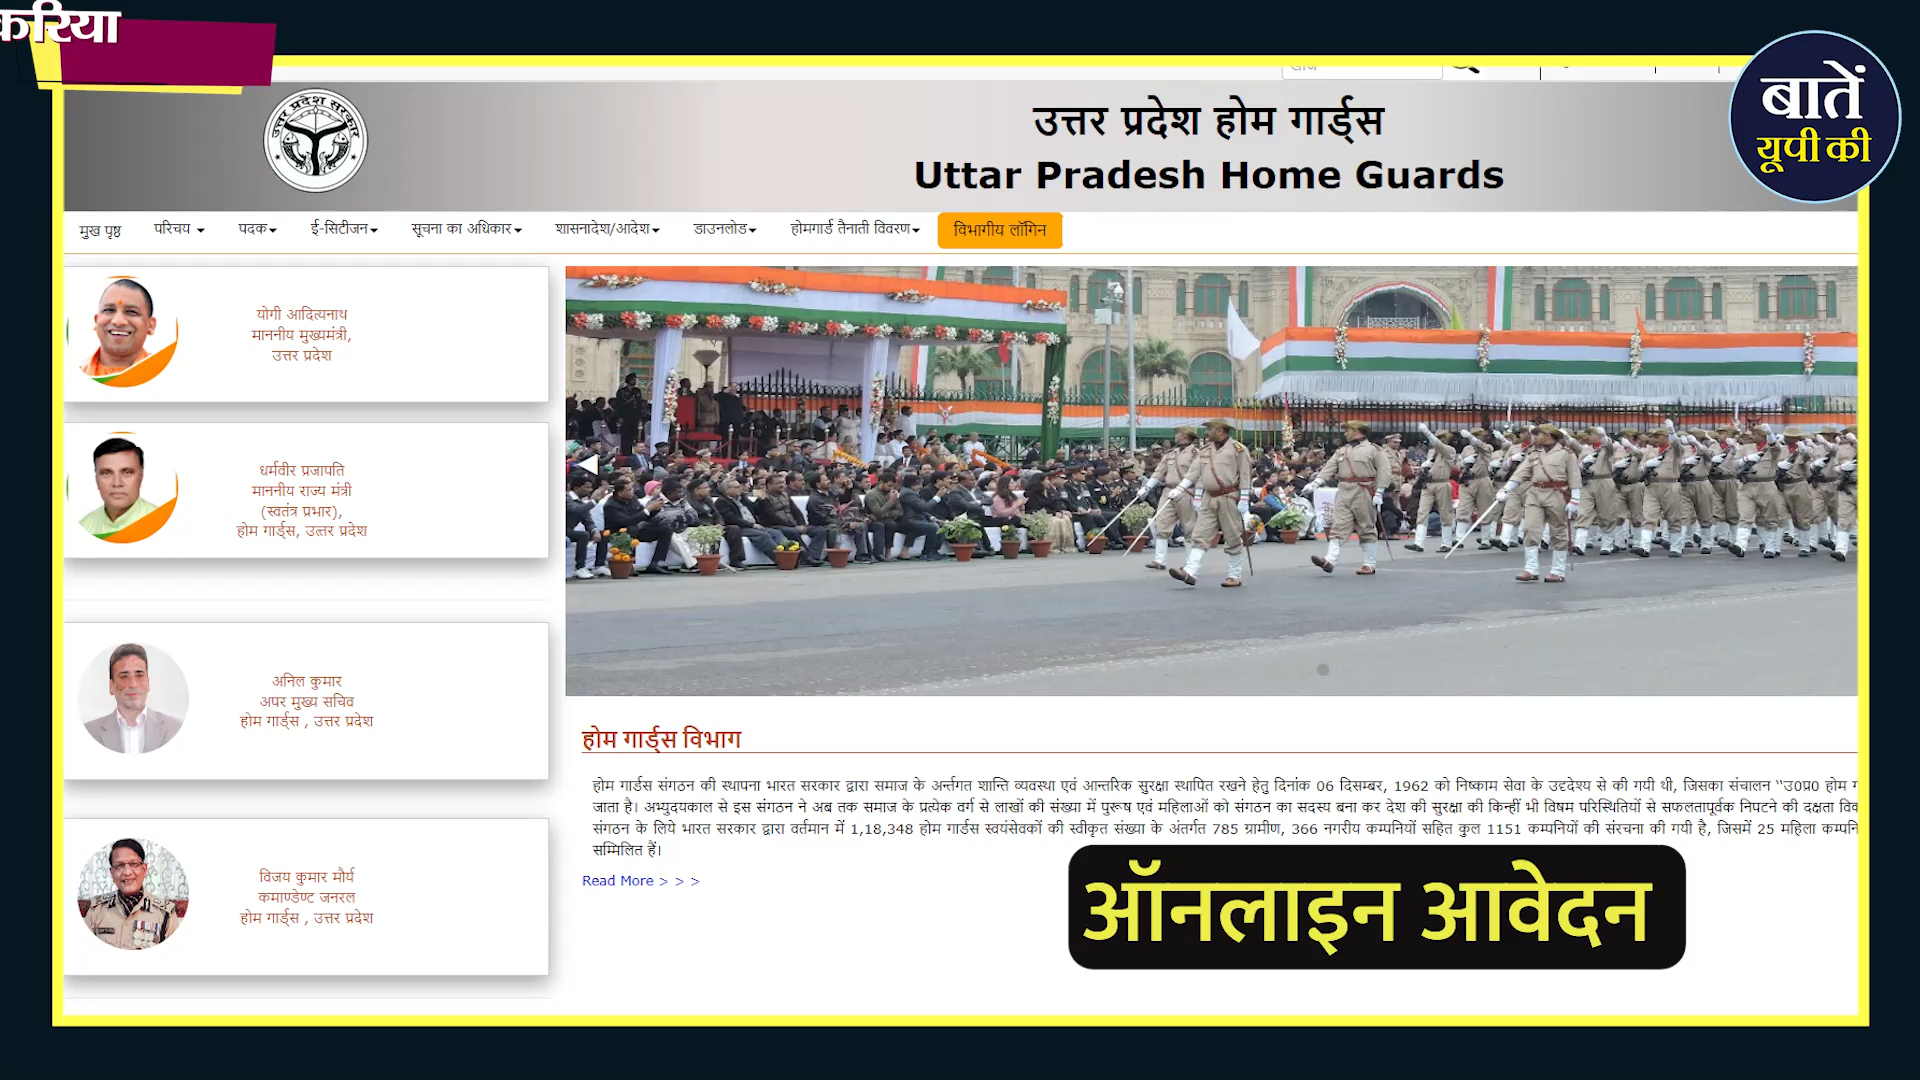 करिया
बातें
यूपी की
उत्तर प्रदेश सरकार
उत्तर प्रदेश होम गार्ड्स
Uttar Pradesh Home Guards
मुख पृष्ठ परिचय पदक ई-सिटीजन सूचना का अधिकार शासनादेश/आदेश डाउनलोड होमगार्ड तैनाती विवरण विभागीय लॉगिन
योगी आदित्यनाथ
माननीय मुख्यमंत्री,
उत्तर प्रदेश
धर्मवीर प्रजापति
माननीय राज्य मंत्री
(स्वतंत्र प्रभार),
होम गार्ड्स, उत्तर प्रदेश
अनिल कुमार
अपर मुख्य सचिव
होम गार्ड्स , उत्तर प्रदेश
विजय कुमार मौर्य
कमाण्डेण्ट जनरल
होम गार्ड्स , उत्तर प्रदेश
होम गार्ड्स विभाग
होम गार्डस संगठन की स्थापना भारत सरकार द्वारा समाज के अर्न्तगत शान्ति व्यवस्था एवं आन्तरिक सुरक्षा स्थापित रखने हेतु दिनांक 06 दिसम्बर, 1962 को निष्काम सेवा के उद्देश्य से की गयी थी, जिसका संचालन ‘‘उ0प्र0 होम
जाता है। अभ्युदयकाल से इस संगठन ने अब तक समाज के प्रत्येक वर्ग से लाखों की संख्या में पुरूष एवं महिलाओं को संगठन का सदस्य बना कर देश की सुरक्षा की किन्हीं भी विषम परिस्थितियों से सफलतापूर्वक निपटने की दक्षता
संगठन के लिये भारत सरकार द्वारा वर्तमान में 1,18,348 होम गार्डस स्वयंसेवकों की स्वीकृत संख्या के अंतर्गत 785 ग्रामीण, 366 नगरीय कम्पनियों सहित कुल 1151 कम्पनियों की संरचना की गयी है, जिसमें 25 महिला
सम्मिलित हैं।
Read More > > >
ऑनलाइन आवेदन